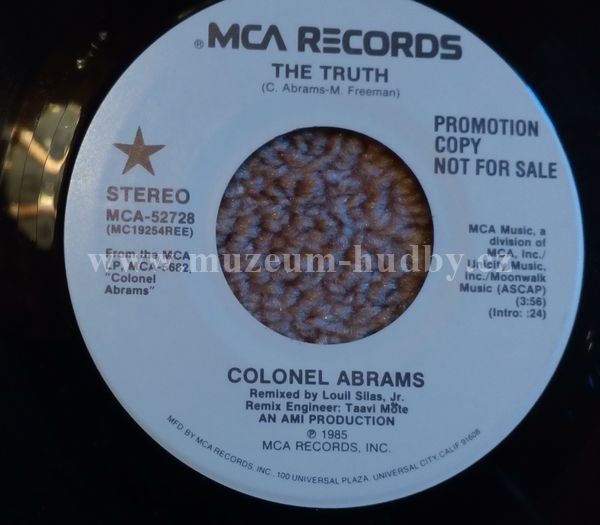 ® MCA RECORDS
THE TRUTH
(C. Abrams-M. Freeman)
PROMOTION
COPY
NOT FOR SALE
STEREO
MCA-52728
(MC19254REE)
From the MCA
LP, MCA-5682,
"Colonel
Abrams"
MCA Music, a
division of
MCA, Inc./
Unicity Music,
Inc./Moonwalk
Music (ASCAP)
(3:56)
(Intro: :24)
www.muzeum-hudby.cz
COLONEL ABRAMS
Remixed by Louil Silas, Jr.
Remix Engineer: Taavi Mote
AN AMI PRODUCTION
℗ 1985
MCA RECORDS, INC.
MFD BY MCA RECORDS, INC., 100 UNIVERSAL PLAZA, UNIVERSAL CITY, CALIF. 91608